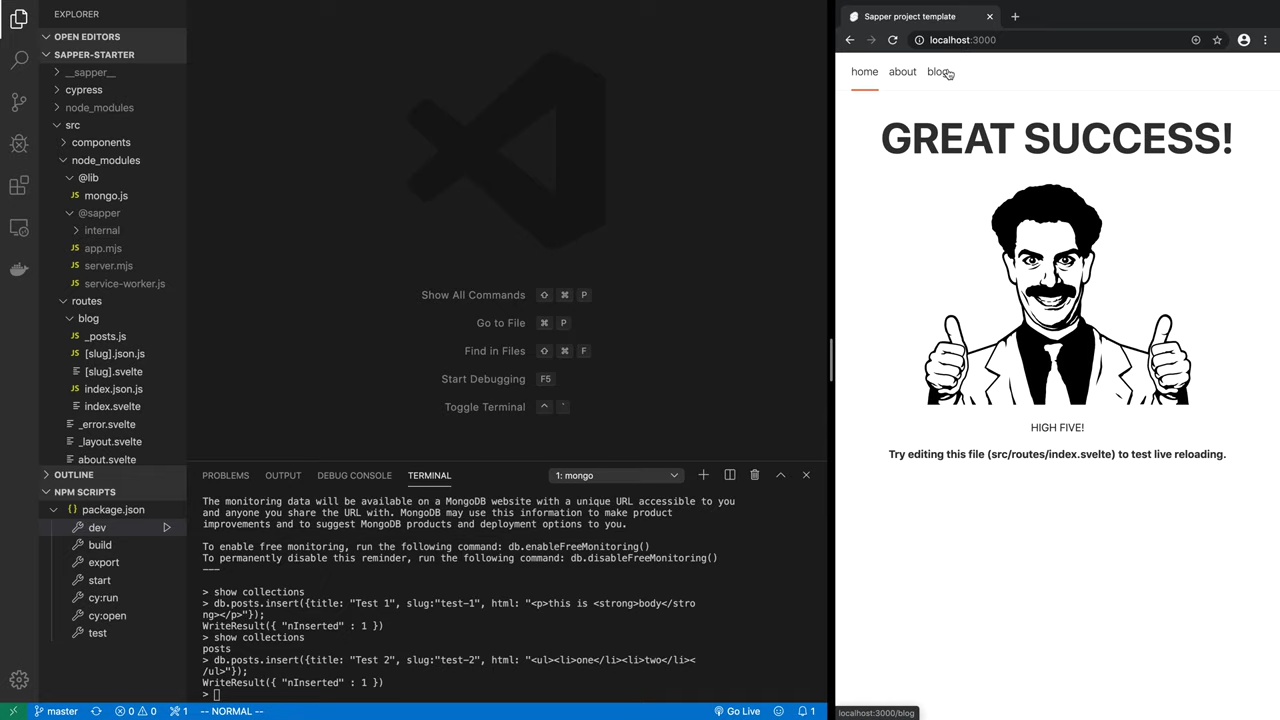 EXPLORER
OPEN EDITORS
SAPPER-STARTER
__sapper__
cypress
node_modules
src
components
node_modules
@lib
JS mongo.js
@sapper
internal
JS app.mjs
JS server.mjs
JS service-worker.js
routes
blog
JS _posts.js
JS [slug].json.js
[slug].svelte
JS index.json.js
index.svelte
_error.svelte
_layout.svelte
about.svelte
OUTLINE
NPM SCRIPTS
{} package.json
dev
build
export
start
cy:run
cy:open
test
Show All Commands ⇧ ⌘ P
Go to File ⌘ P
Find in Files ⇧ ⌘ F
Start Debugging F5
Toggle Terminal ^ `
PROBLEMS OUTPUT DEBUG CONSOLE TERMINAL 1: mongo
The monitoring data will be available on a MongoDB website with a unique URL accessible to you
and anyone you share the URL with. MongoDB may use this information to make product
improvements and to suggest MongoDB products and deployment options to you.
To enable free monitoring, run the following command: db.enableFreeMonitoring()
To permanently disable this reminder, run the following command: db.disableFreeMonitoring()
---
> show collections
> db.posts.insert({title: "Test 1", slug:"test-1", html: "<p>this is <strong>body</stro
ng></p>"});
WriteResult({ "nInserted" : 1 })
> show collections
posts
> db.posts.insert({title: "Test 2", slug:"test-2", html: "<ul><li>one</li><li>two</li><
/ul>"});
WriteResult({ "nInserted" : 1 })
>
master 0 0 1 -- NORMAL -- Go Live 1
Sapper project template
localhost:3000
home about blog
GREAT SUCCESS!
HIGH FIVE!
Try editing this file (src/routes/index.svelte) to test live reloading.
localhost:3000/blog